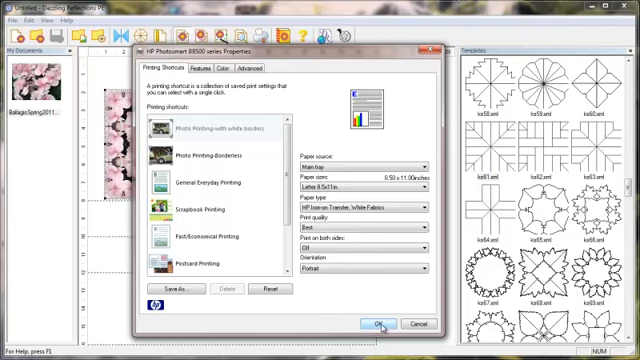 Untitled - Dazzling Reflections PE
File Edit View Help
My Documents
BallagioSpring2011...
HP Photosmart B8500 series Properties
Printing Shortcuts Features Color Advanced
A printing shortcut is a collection of saved print settings that
you can select with a single click.
Printing shortcuts:
Photo Printing-with white borders
Photo Printing-Borderless
General Everyday Printing
Scrapbook Printing
Fast/Economical Printing
Postcard Printing
Save As... Delete Reset
Paper source:
Main tray
Paper sizes: 8.50 x 11.00inches
Letter 8.5x11in.
Paper type:
HP Iron-on Transfer, White Fabrics
Print quality:
Best
Print on both sides:
Off
Orientation:
Portrait
hp
OK Cancel
Templates
ks58.xml ks59.xml ks60.xml
ks61.xml ks62.xml ks63.xml
ks64.xml ks65.xml ks66.xml
ks67.xml ks68.xml ks69.xml
For Help, press F1
NUM